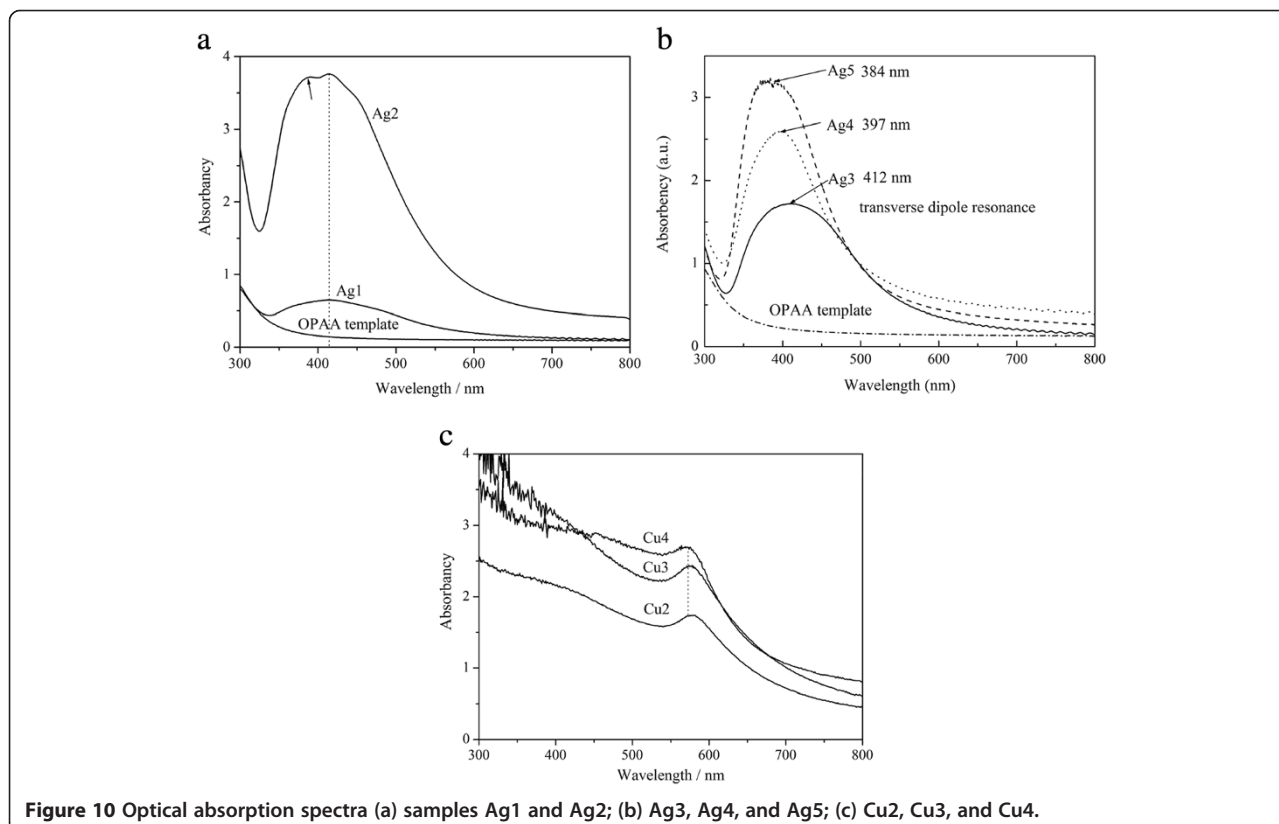 a
4
3
2
1
0
Absorbancy
Ag2
Ag1
OPAA template
300 400 500 600 700 800
Wavelength / nm
b
3
2
1
0
Absorbency (a.u.)
Ag5 384 nm
Ag4 397 nm
Ag3 412 nm
transverse dipole resonance
OPAA template
300 400 500 600 700 800
Wavelength (nm)
c
4
3
2
1
0
Absorbancy
Cu4
Cu3
Cu2
300 400 500 600 700 800
Wavelength / nm
Figure 10 Optical absorption spectra (a) samples Ag1 and Ag2; (b) Ag3, Ag4, and Ag5; (c) Cu2, Cu3, and Cu4.